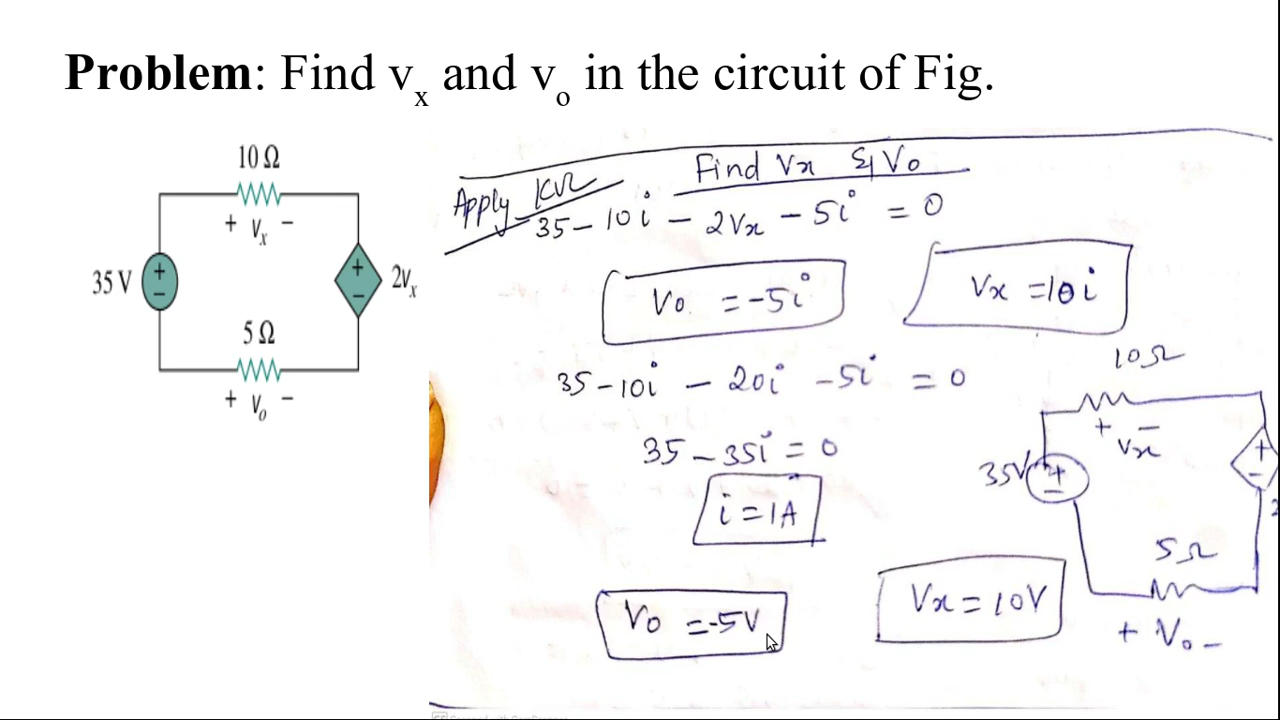 Problem: Find vx and vo in the circuit of Fig.
10 Ω
+ Vx −
35 V
+
−
+
−
2Vx
5 Ω
+ Vo −
Find Vx & Vo
Apply KVL
35 − 10i − 2Vx − 5i = 0
Vo = −5i
Vx = 10i
35 − 10i − 20i − 5i = 0
35 − 35i = 0
i = 1A
Vo = −5V
Vx = 10V
10Ω
+ Vx −
35V
+
−
+
−
2
5Ω
+ Vo −